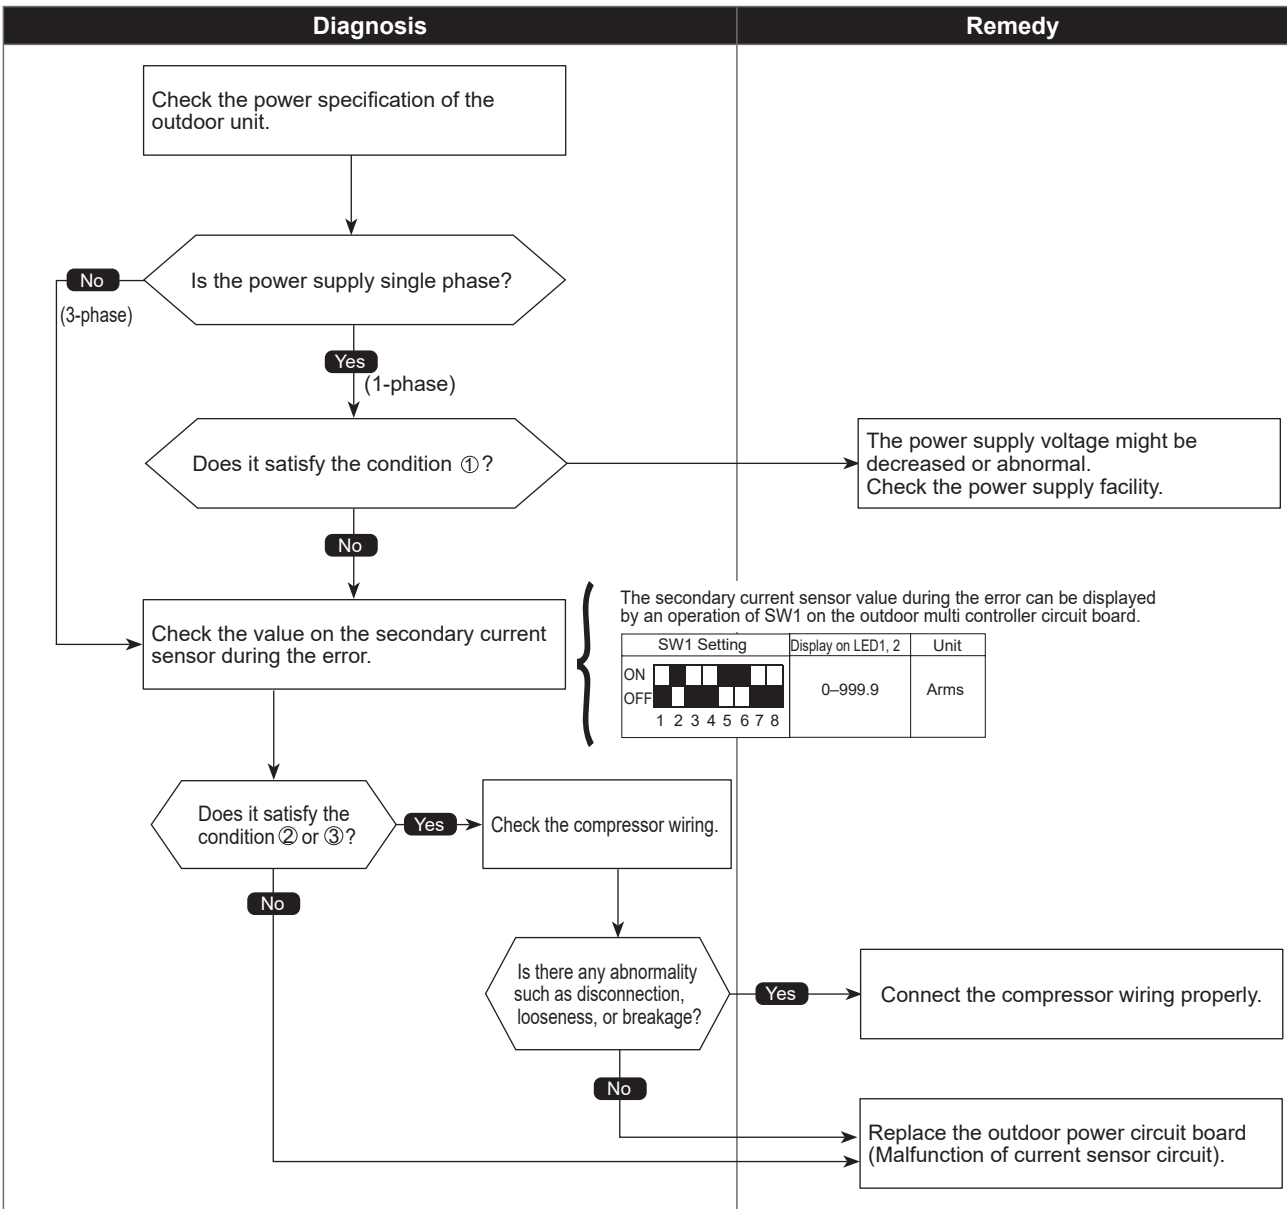 Diagnosis
Remedy
Check the power specification of the
outdoor unit.
Is the power supply single phase?
No
(3-phase)
Yes
(1-phase)
Does it satisfy the condition ①?
The power supply voltage might be
decreased or abnormal.
Check the power supply facility.
No
Check the value on the secondary current
sensor during the error.
The secondary current sensor value during the error can be displayed
by an operation of SW1 on the outdoor multi controller circuit board.
SW1 Setting
Display on LED1, 2
Unit
ON
OFF
1 2 3 4 5 6 7 8
0–999.9
Arms
Does it satisfy the
condition ② or ③?
Yes
Check the compressor wiring.
No
Is there any abnormality
such as disconnection,
looseness, or breakage?
Yes
Connect the compressor wiring properly.
No
Replace the outdoor power circuit board
(Malfunction of current sensor circuit).